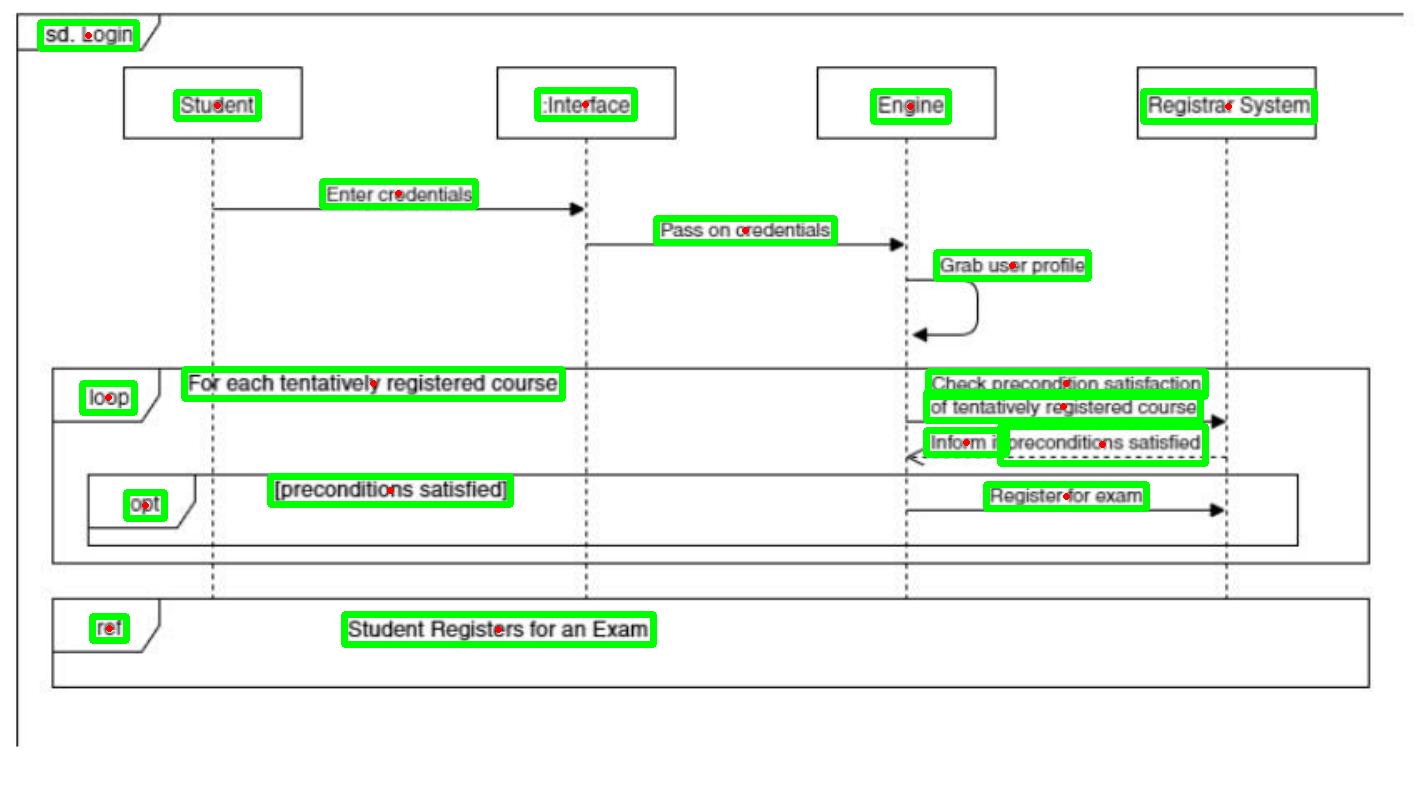 sd. Login
Student
:Interface
Engine
Registrar System
Enter credentials
Pass on credentials
Grab user profile
loop
For each tentatively registered course
Check precondition satisfaction
of tentatively registered course
Inform if preconditions satisfied
opt
[preconditions satisfied]
Register for exam
ref
Student Registers for an Exam